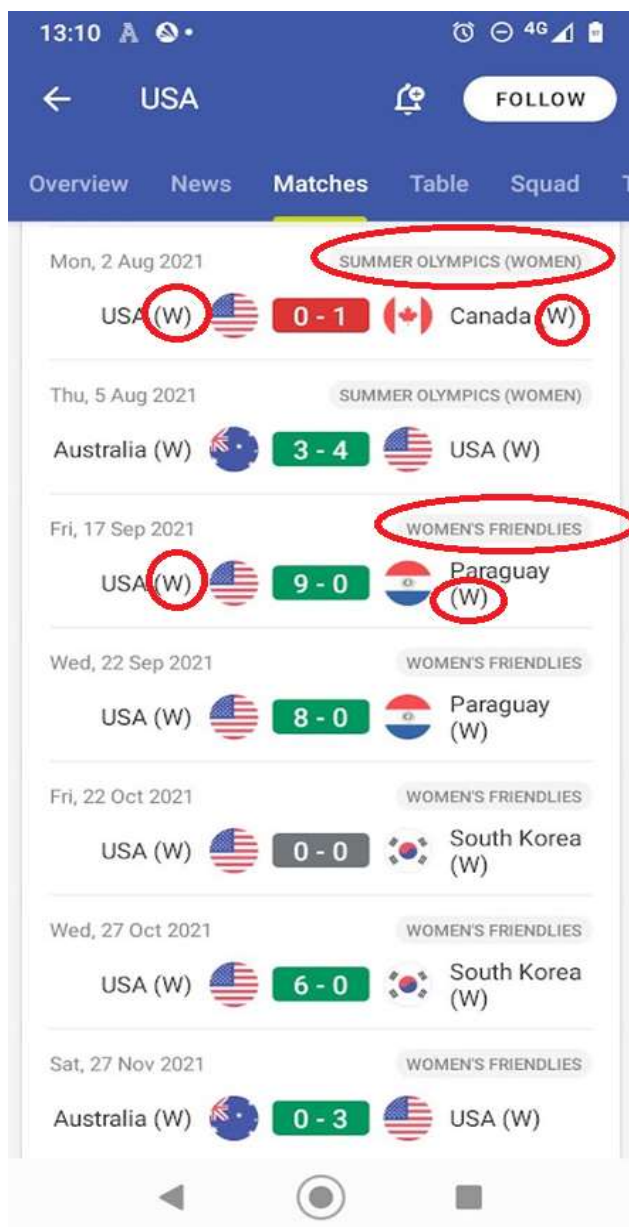 13:10
4G
USA
FOLLOW
Overview News Matches Table Squad
Mon, 2 Aug 2021 SUMMER OLYMPICS (WOMEN)
USA (W) 0 - 1 Canada (W)
Thu, 5 Aug 2021 SUMMER OLYMPICS (WOMEN)
Australia (W) 3 - 4 USA (W)
Fri, 17 Sep 2021 WOMEN'S FRIENDLIES
USA (W) 9 - 0 Paraguay
(W)
Wed, 22 Sep 2021 WOMEN'S FRIENDLIES
USA (W) 8 - 0 Paraguay
(W)
Fri, 22 Oct 2021 WOMEN'S FRIENDLIES
USA (W) 0 - 0 South Korea
(W)
Wed, 27 Oct 2021 WOMEN'S FRIENDLIES
USA (W) 6 - 0 South Korea
(W)
Sat, 27 Nov 2021 WOMEN'S FRIENDLIES
Australia (W) 0 - 3 USA (W)